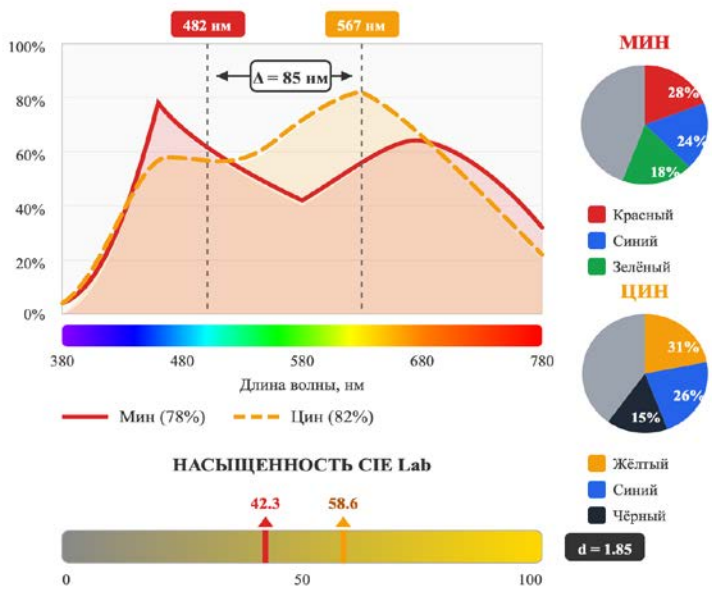 482 нм
567 нм
Δ = 85 нм
100%
80%
60%
40%
20%
0%
380
480
580
680
780
Длина волны, нм
Мин (78%)
Цин (82%)
МИН
28%
24%
18%
Красный
Синий
Зелёный
ЦИН
31%
26%
15%
Жёлтый
Синий
Чёрный
НАСЫЩЕННОСТЬ CIE Lab
42.3
58.6
0
50
100
d = 1.85